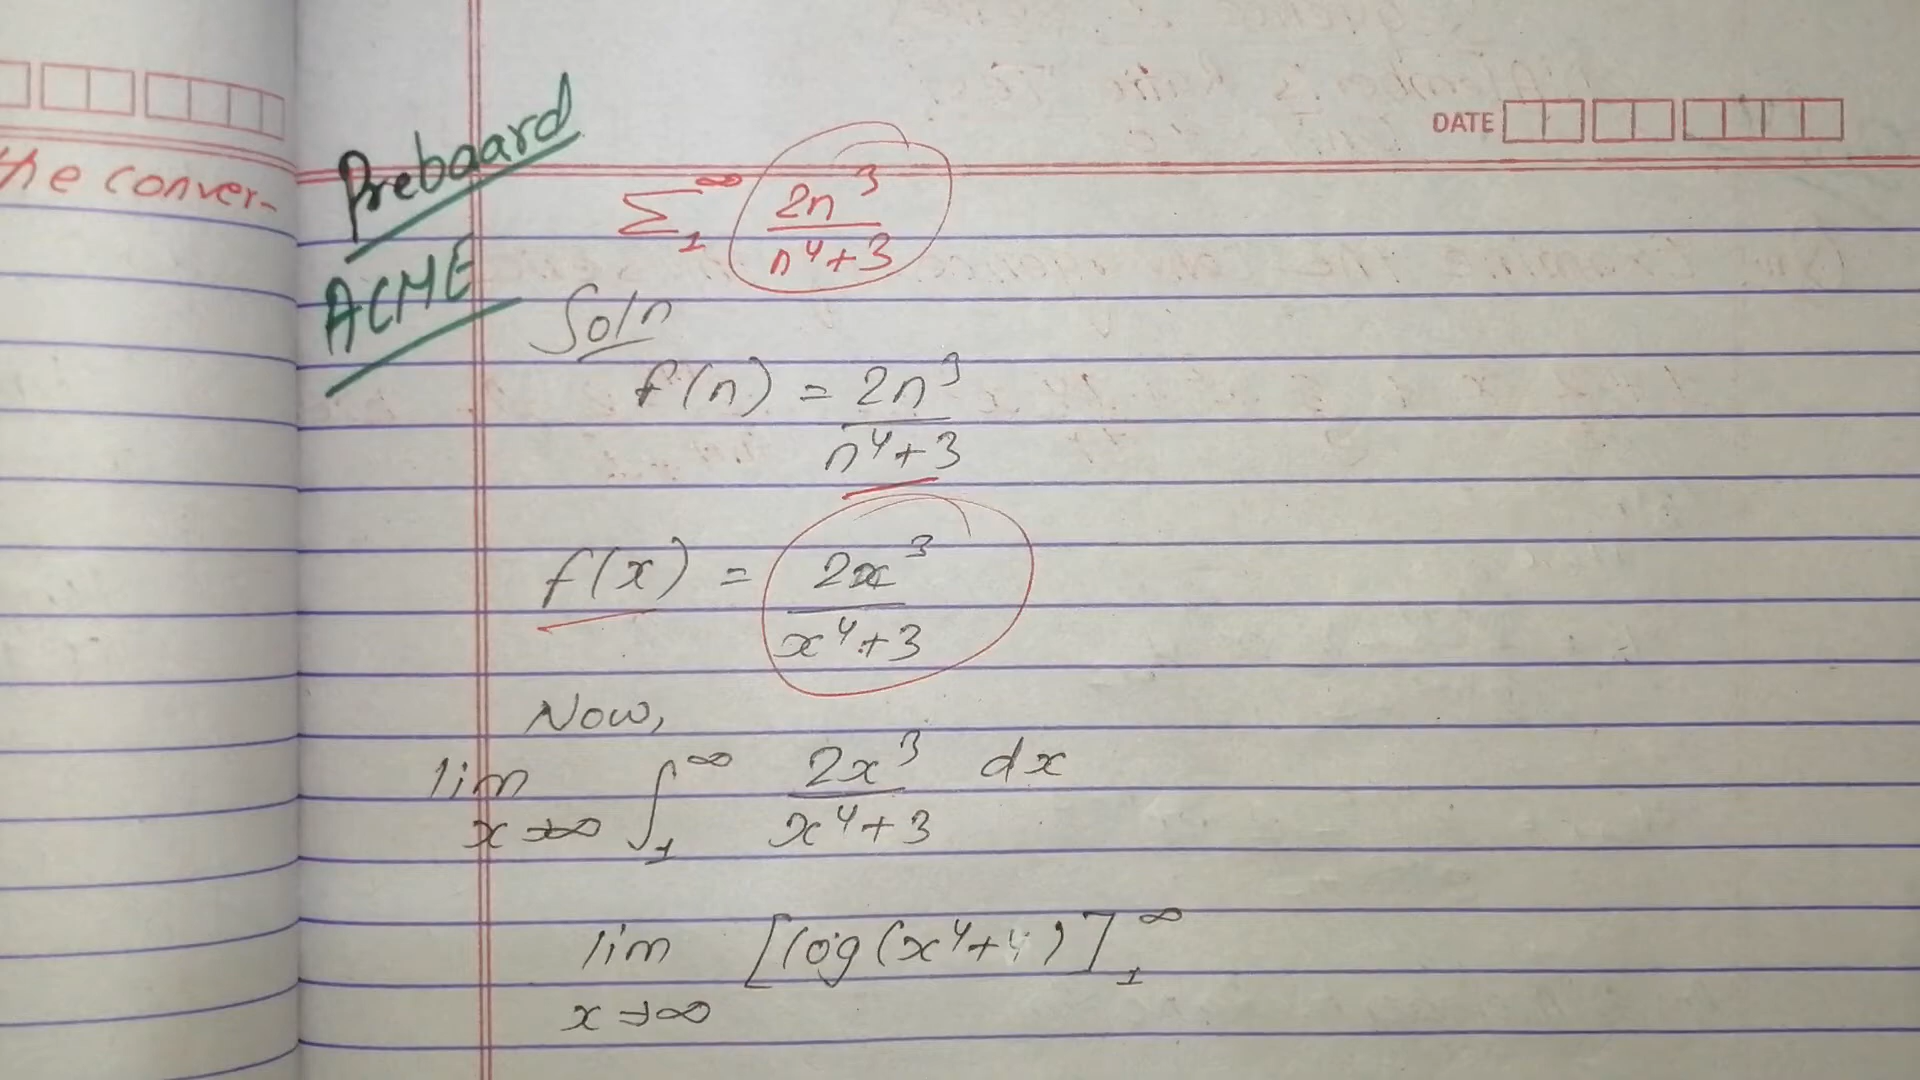 the conver-
Preboard
ACME
DATE
∑₁^∞ 2n³/(n⁴+3)
Soln
f(n) = 2n³/(n⁴+3)
f(x) = 2x³/(x⁴+3)
Now,
lim x→∞ ∫₁^∞ 2x³/(x⁴+3) dx
lim x→∞ [log(x⁴+4)]₁^∞